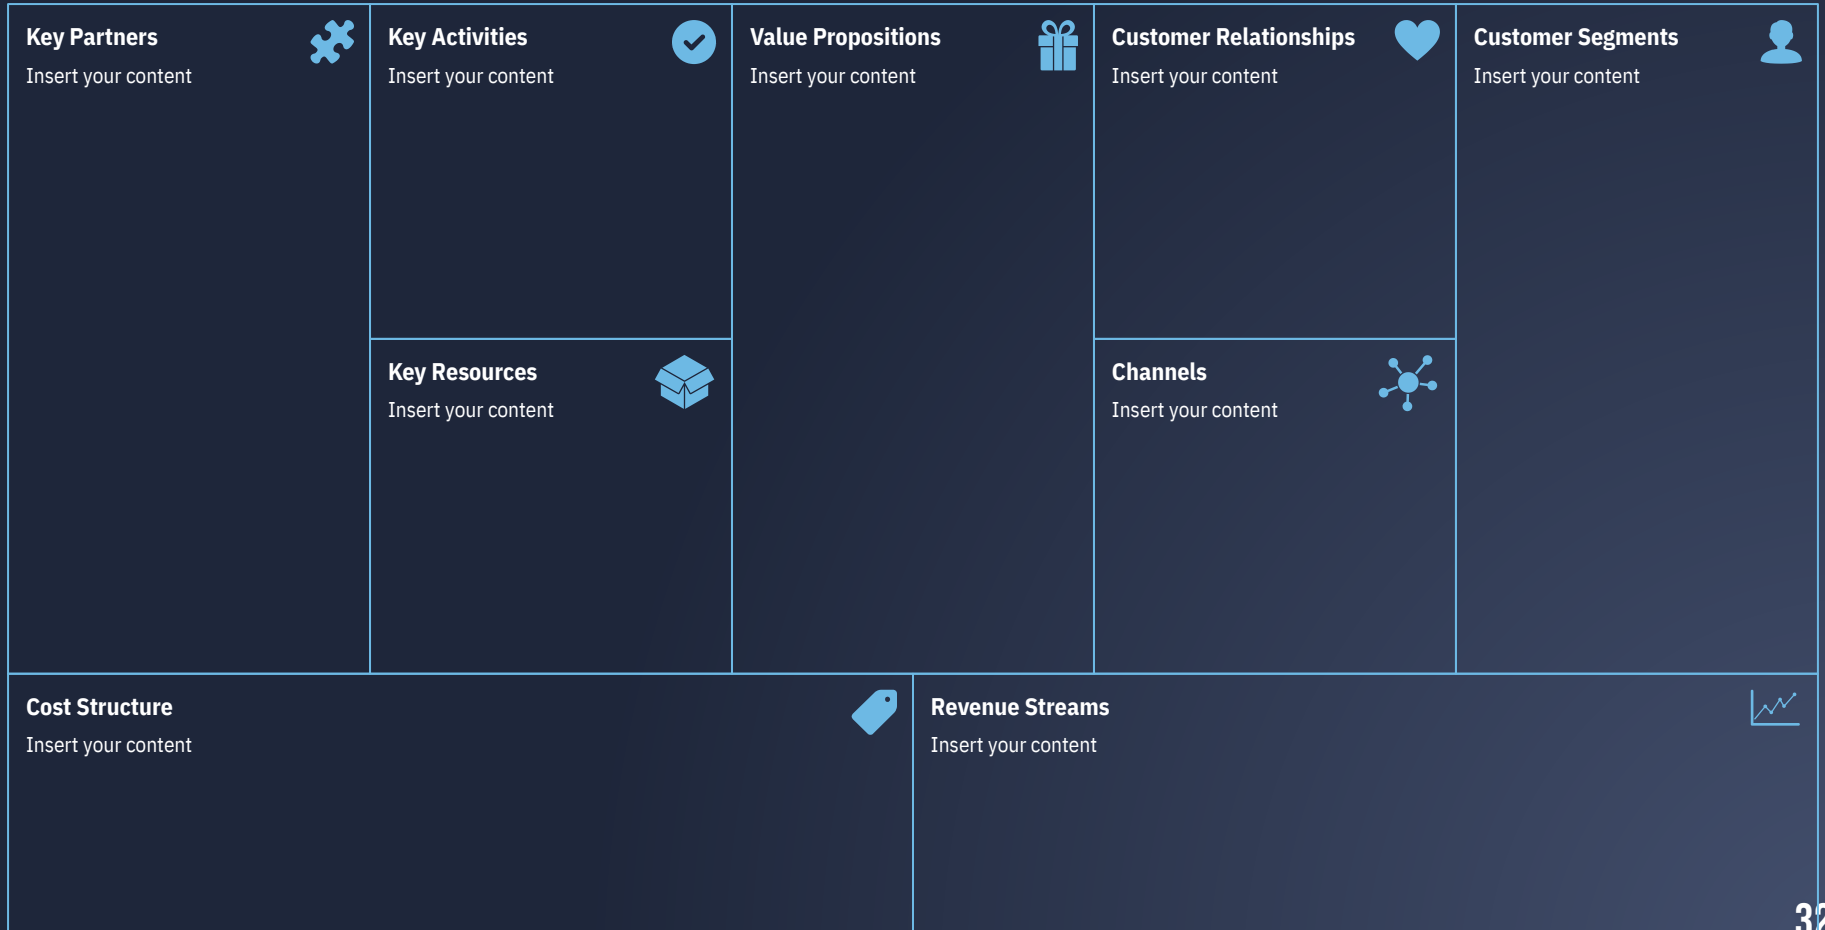 Key Partners
Insert your content
Key Activities
Insert your content
Key Resources
Insert your content
Value Propositions
Insert your content
Customer Relationships
Insert your content
Channels
Insert your content
Customer Segments
Insert your content
Cost Structure
Insert your content
Revenue Streams
Insert your content